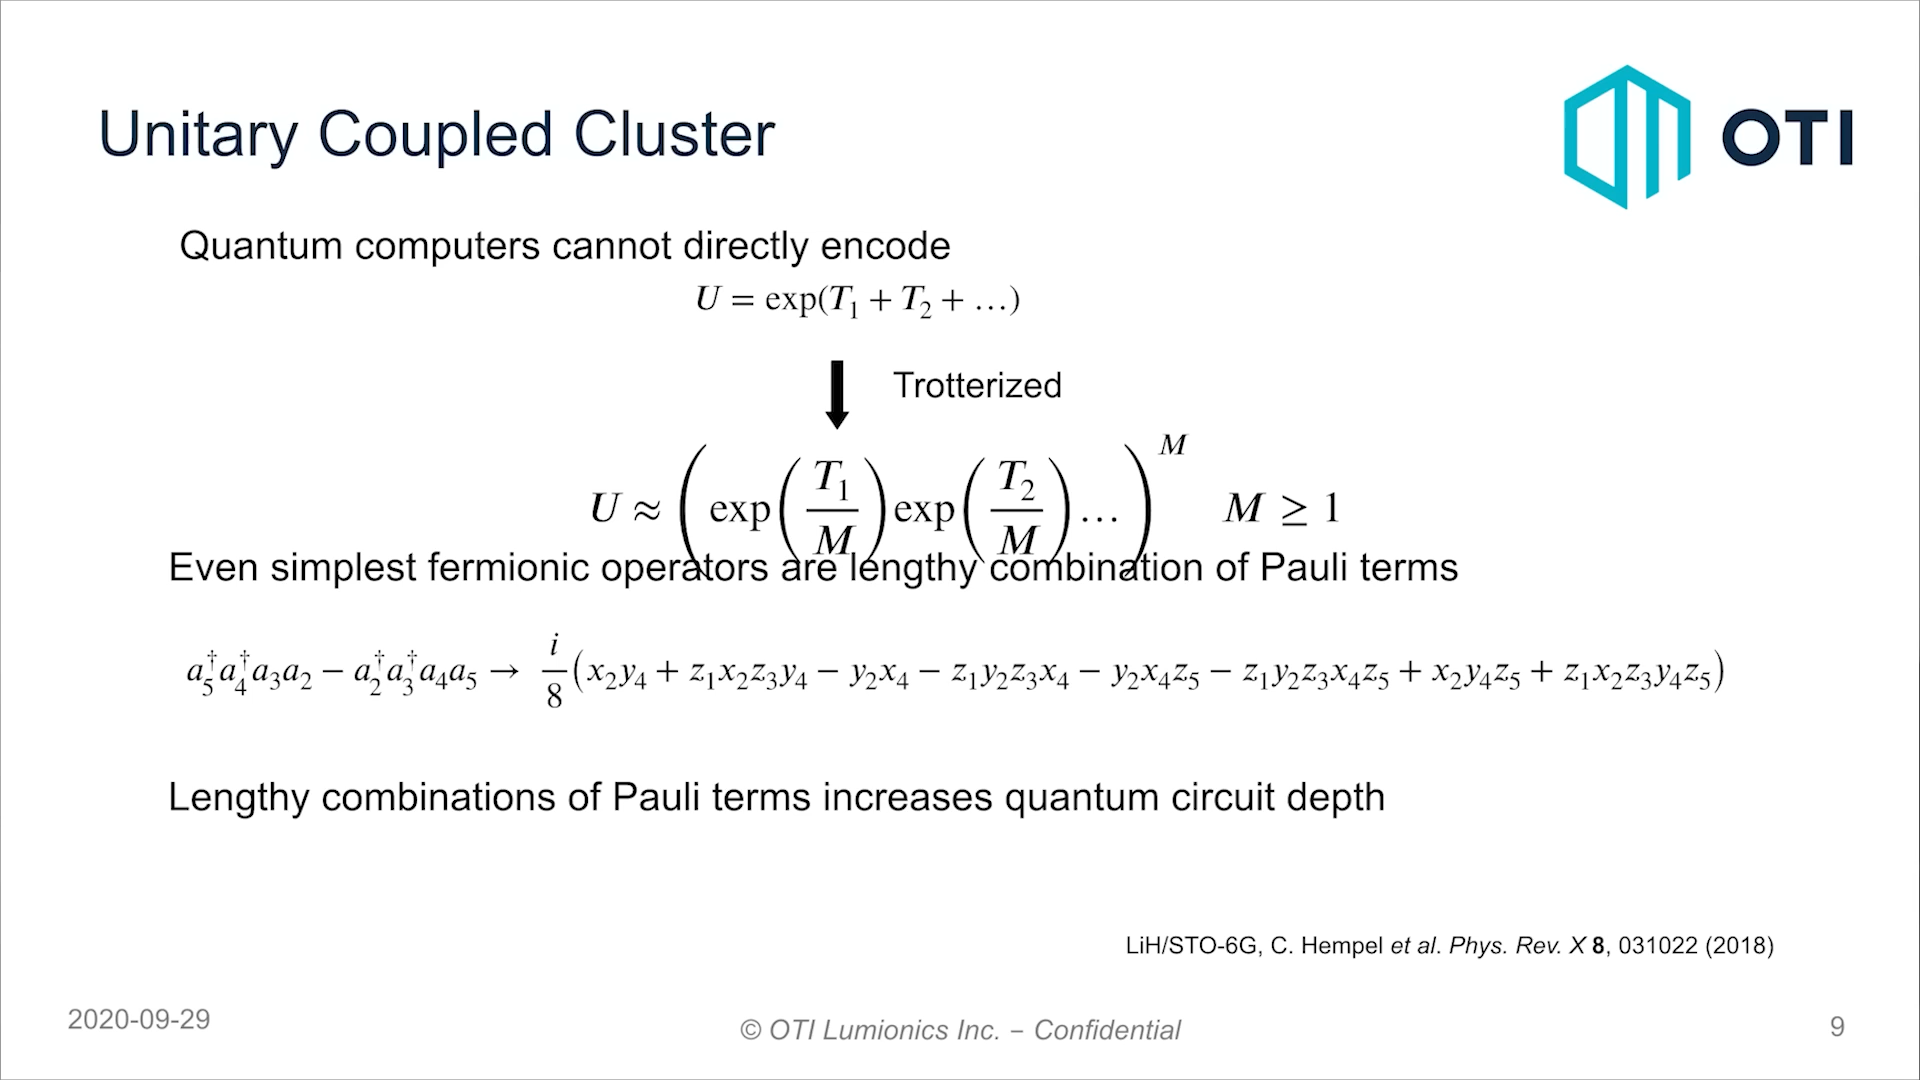 Unitary Coupled Cluster
OTI
Quantum computers cannot directly encode
U = exp(T₁ + T₂ + …)
Trotterized
U ≈ ( exp( T₁ / M ) exp( T₂ / M ) … )ᴹ   M ≥ 1
Even simplest fermionic operators are lengthy combination of Pauli terms
a₅†a₄†a₃a₂ − a₂†a₃†a₄a₅ → i/8 (x₂y₄ + z₁x₂z₃y₄ − y₂x₄ − z₁y₂z₃x₄ − y₂x₄z₅ − z₁y₂z₃x₄z₅ + x₂y₄z₅ + z₁x₂z₃y₄z₅)
Lengthy combinations of Pauli terms increases quantum circuit depth
LiH/STO-6G, C. Hempel et al. Phys. Rev. X 8, 031022 (2018)
2020-09-29
© OTI Lumionics Inc. – Confidential
9